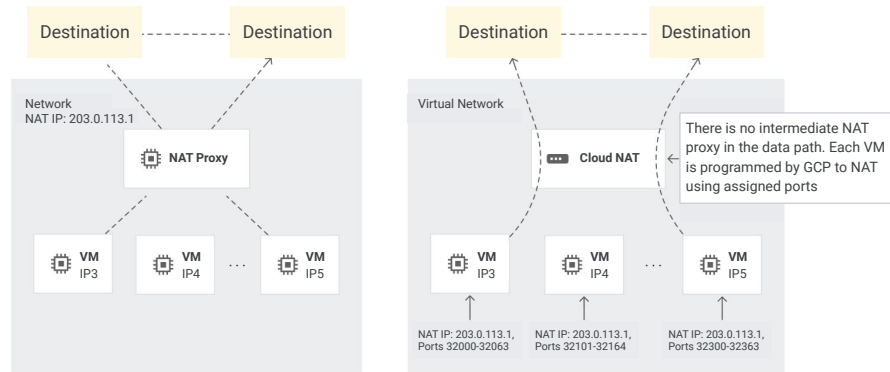 Destination
Destination
Network
NAT IP: 203.0.113.1
NAT Proxy
VM
IP3
VM
IP4
. . .
VM
IP5
Destination
Destination
Virtual Network
Cloud NAT
There is no intermediate NAT
proxy in the data path. Each VM
is programmed by GCP to NAT
using assigned ports
VM
IP3
VM
IP4
. . .
VM
IP5
NAT IP: 203.0.113.1,
Ports 32000-32063
NAT IP: 203.0.113.1,
Ports 32101-32164
NAT IP: 203.0.113.1,
Ports 32300-32363